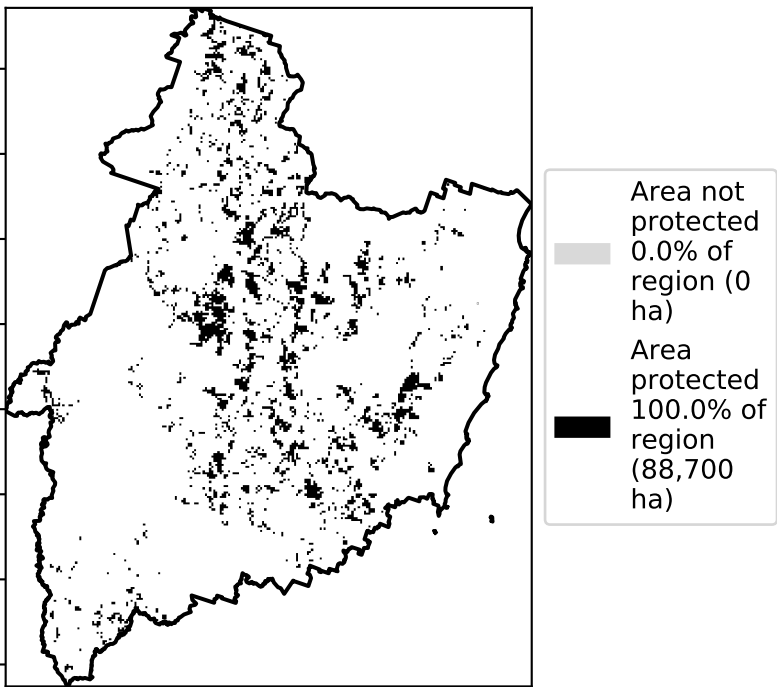 Area not
protected
0.0% of
region (0
ha)
Area
protected
100.0% of
region
(88,700
ha)